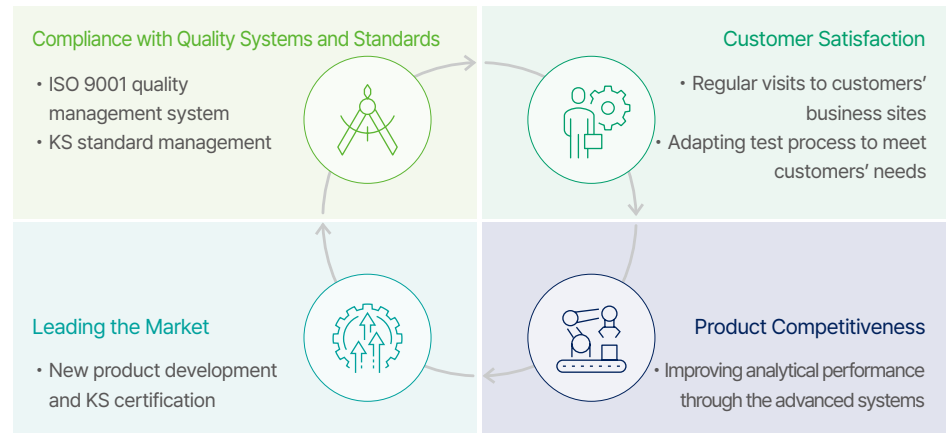 Compliance with Quality Systems and Standards
• ISO 9001 quality
management system
• KS standard management
Customer Satisfaction
• Regular visits to customers’
business sites
• Adapting test process to meet
customers’ needs
Leading the Market
• New product development
and KS certification
Product Competitiveness
• Improving analytical performance
through the advanced systems